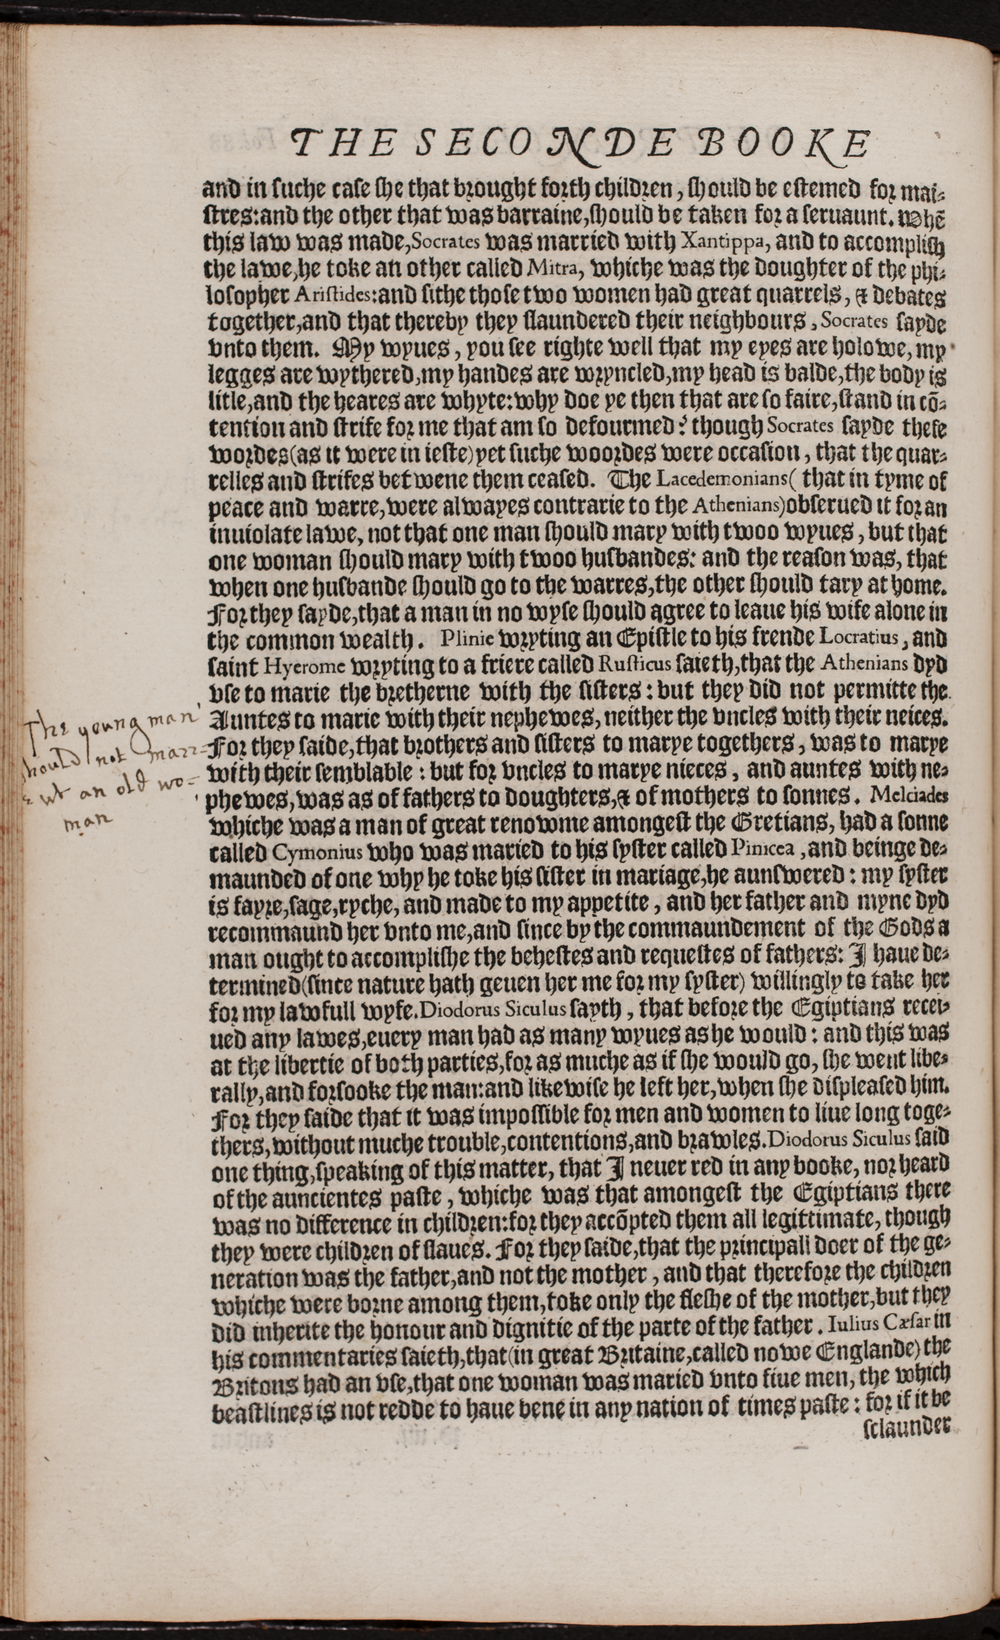 THE SECONDE BOOKE
and in suche case she that brought forth children, should be estemed for mai-
stres: and the other that was barraine, should be taken for a seruaunt. Whẽ
this law was made, Socrates was married with Xantippa, and to accomplish
the lawe, he toke an other called Mitra, whiche was the doughter of the phi-
losopher Aristides: and sithe those two women had great quarrels, & debates
together, and that thereby they slaundered their neighbours, Socrates sayde
vnto them. My wyues, you see righte well that my eyes are holowe, my
legges are wythered, my handes are wryncled, my head is balde, the body is
litle, and the heares are whyte: why doe ye then that are so faire, stand in cõ-
tention and strife for me that am so defourmed? though Socrates sayde these
wordes (as it were in ieste) yet suche woordes were occasion, that the quar-
relles and strifes betwene them ceased. The Lacedemonians (that in tyme of
peace and warre, were alwayes contrarie to the Athenians) obserued it for an
inuiolate lawe, not that one man should mary with twoo wyues, but that
one woman should mary with twoo husbandes: and the reason was, that
when one husbande should go to the warres, the other should tary at home.
For they sayde, that a man in no wyse should agree to leaue his wife alone in
the common wealth. Plinie wryting an Epistle to his frende Locratius, and
saint Hyerome wryting to a friere called Rusticus saieth, that the Athenians dyd
vse to marie the bretherne with the sisters: but they did not permitte the
Auntes to marie with their nephewes, neither the vncles with their neices.
For they saide, that brothers and sisters to marye togethers, was to marye
with their semblable: but for vncles to marye nieces, and auntes with ne-
phewes, was as of fathers to doughters, & of mothers to sonnes. Melciades
whiche was a man of great renowme amongest the Gretians, had a sonne
called Cymonius who was maried to his syster called Pinicea, and beinge de-
maunded of one why he toke his sister in mariage, he aunswered: my syster
is fayre, sage, ryche, and made to my appetite, and her father and myne dyd
recommaund her vnto me, and since by the commaundement of the Gods a
man ought to accomplishe the behestes and requestes of fathers: I haue de-
termined (since nature hath geuen her me for my syster) willingly to take her
for my lawfull wyfe. Diodorus Siculus sayth, that before the Egiptians recei-
ued any lawes, euery man had as many wyues as he would: and this was
at the libertie of both parties, for as muche as if she would go, she went libe-
rally, and forsooke the man: and likewise he left her, when she displeased him.
For they saide that it was impossible for men and women to liue long toge-
thers, without muche trouble, contentions, and brawles. Diodorus Siculus said
one thing, speaking of this matter, that I neuer red in any booke, nor heard
of the auncientes paste, whiche was that amongest the Egiptians there
was no difference in children: for they accõpted them all legittimate, though
they were children of slaues. For they saide, that the principall doer of the ge-
neration was the father, and not the mother, and that therefore the children
whiche were borne among them, toke only the fleshe of the mother, but they
did inherite the honour and dignitie of the parte of the father. Iulius Cæsar in
his commentaries saieth, that (in great Britaine, called nowe Englande) the
Britons had an vse, that one woman was maried vnto fiue men, the which
beastlines is not redde to haue bene in any nation of times paste: for if it be
sclaunder
The young man
hould not marr-
wt an old wo-
man